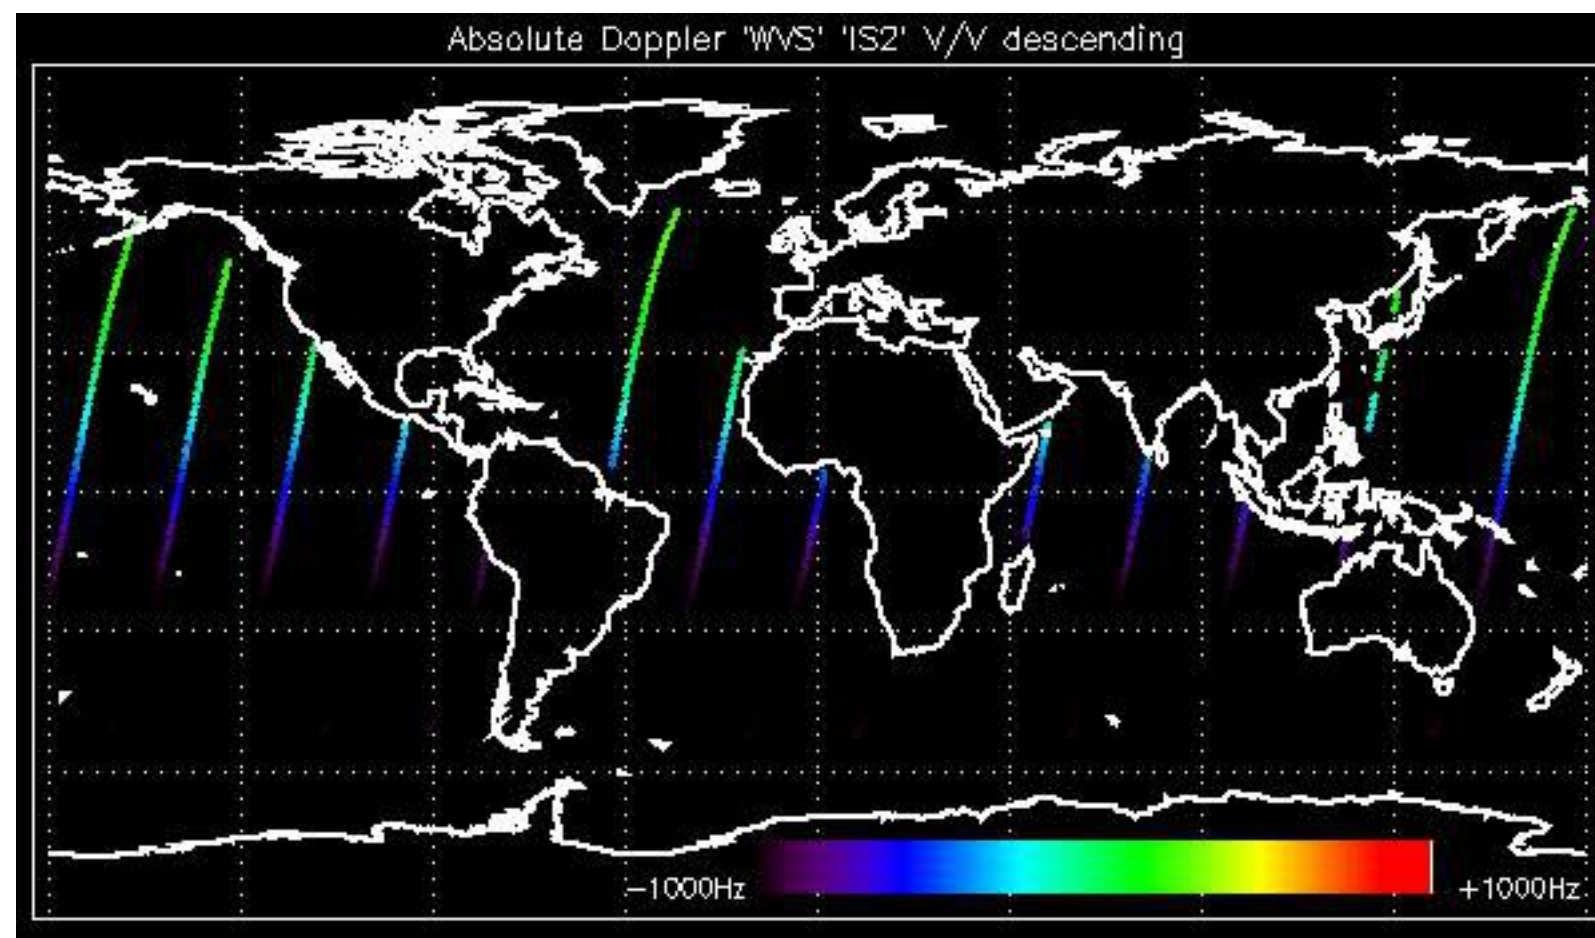 Absolute Doppler 'WVS' 'IS2' V/V descending
−1000Hz
+1000Hz